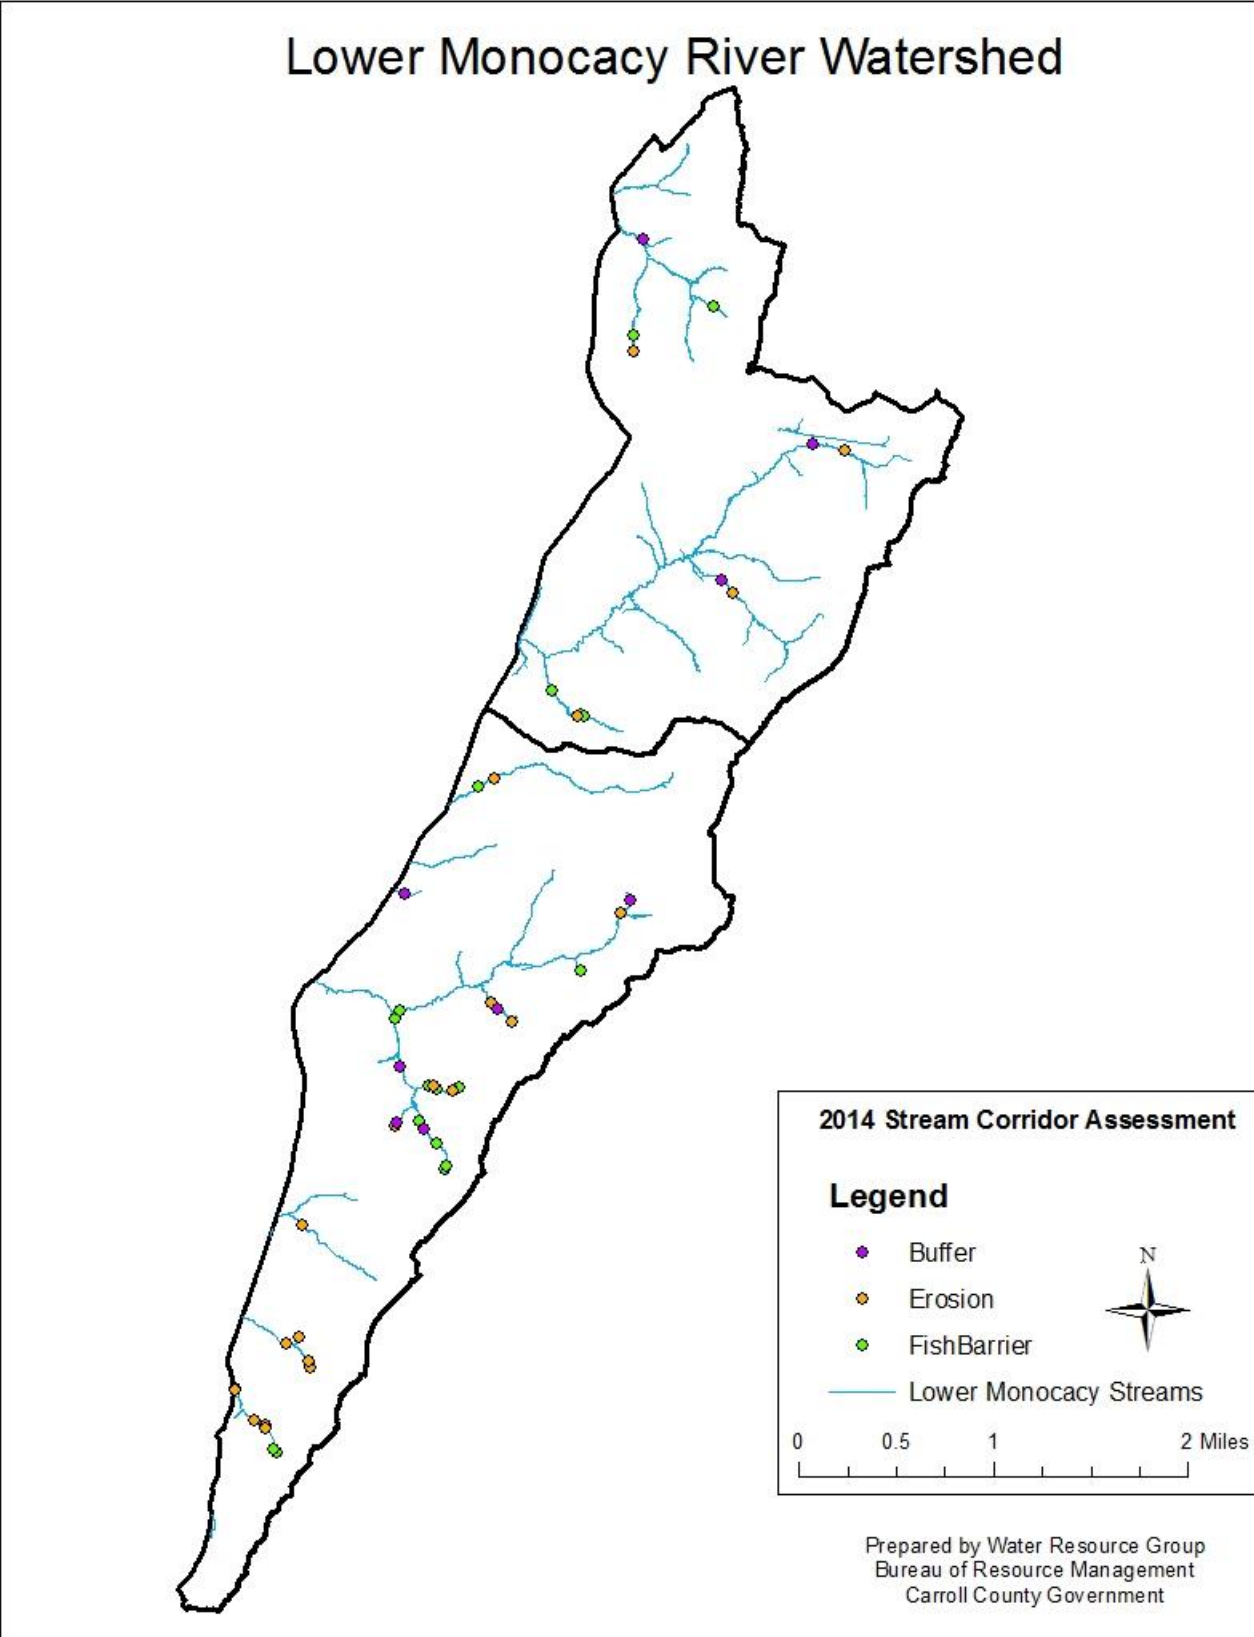 Lower Monocacy River Watershed
2014 Stream Corridor Assessment
Legend
Buffer
N
Erosion
FishBarrier
Lower Monocacy Streams
0 0.5 1 2 Miles
Prepared by Water Resource Group
Bureau of Resource Management
Carroll County Government